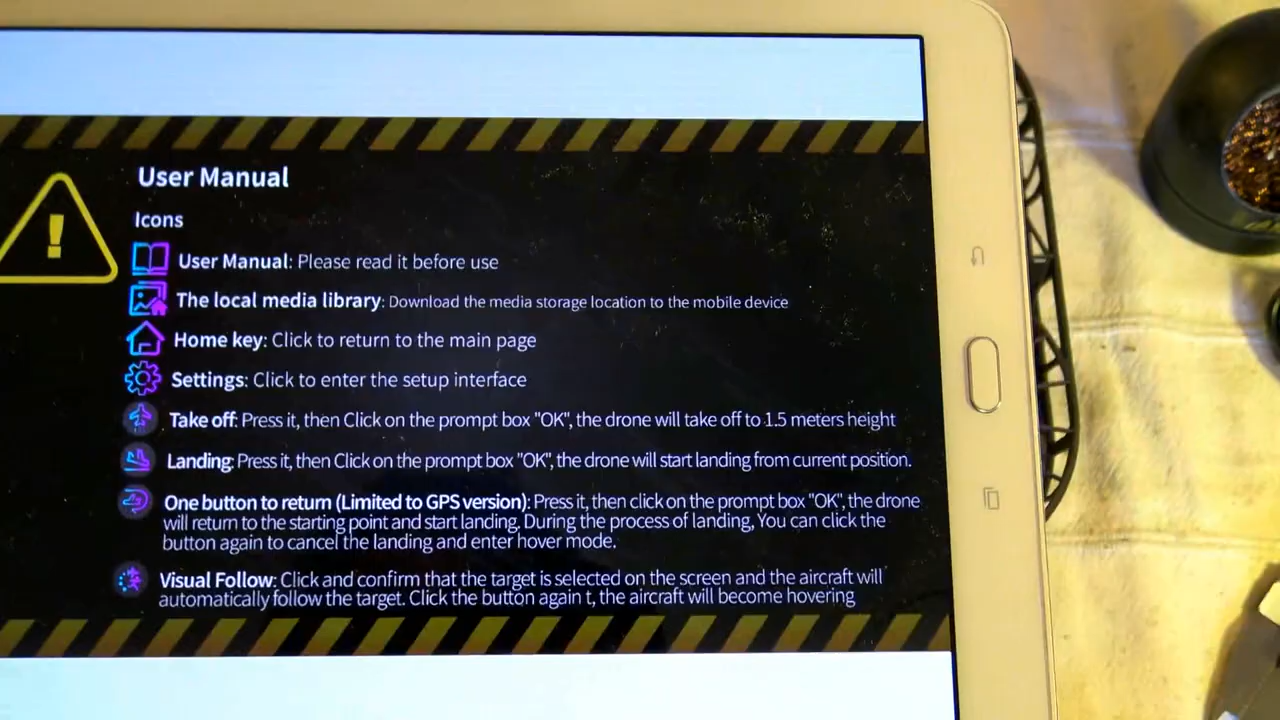 User Manual
Icons
User Manual: Please read it before use
The local media library: Download the media storage location to the mobile device
Home key: Click to return to the main page
Settings: Click to enter the setup interface
Take off: Press it, then Click on the prompt box "OK", the drone will take off to 1.5 meters height
Landing: Press it, then Click on the prompt box "OK", the drone will start landing from current position.
One button to return (Limited to GPS version): Press it, then click on the prompt box "OK", the drone
will return to the starting point and start landing. During the process of landing, You can click the
button again to cancel the landing and enter hover mode.
Visual Follow: Click and confirm that the target is selected on the screen and the aircraft will
automatically follow the target. Click the button again t, the aircraft will become hovering